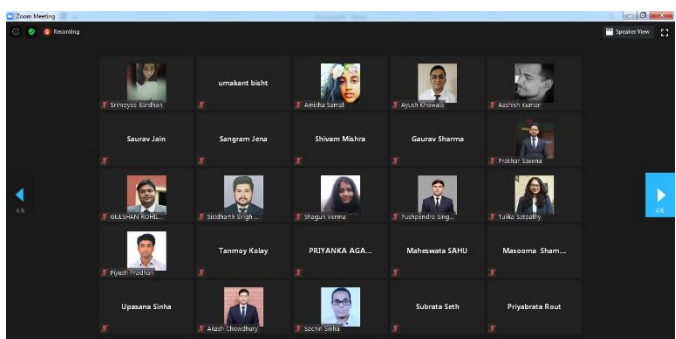 Zoom Meeting
Recording
Speaker View
Srimayee Bardhan
umakant bisht
Amisha Samal
Ayush Khowala
Aashish Kumar
Saurav Jain
Sangram Jena
Shivam Mishra
Gaurav Sharma
Prakhar Saxena
4/6
GULSHAN ROHIL...
Siddharth Singh...
Shagun Verma
Pushpendra Sing...
Tulika Satpathy
4/6
Piyush Pradhan
Tanmoy Kolay
PRIYANKA AGA...
Maheswata SAHU
Masooma Sham...
Upasana Sinha
Akash Chowdhury
Sachin Sinha
Subrata Seth
Priyabrata Rout